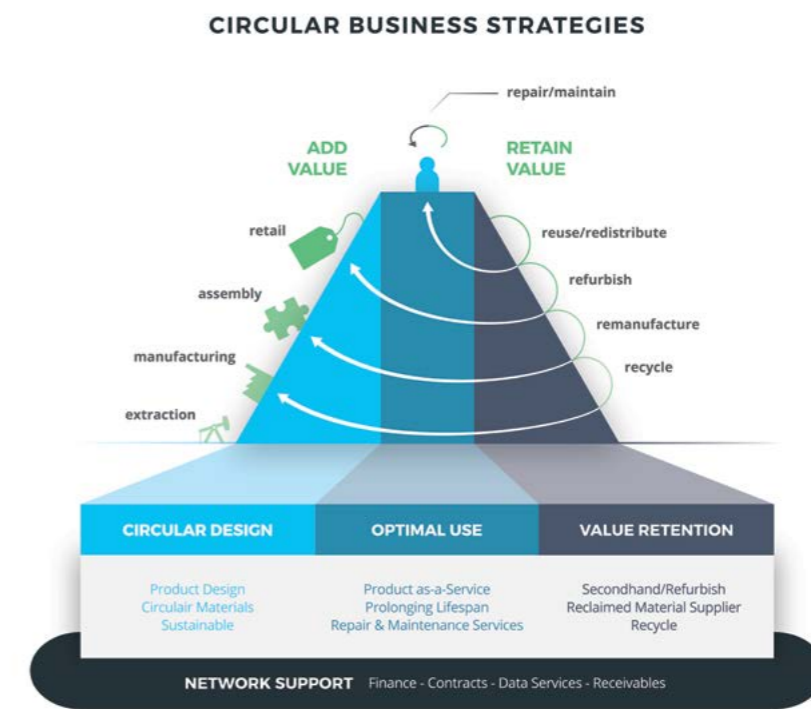 CIRCULAR BUSINESS STRATEGIES
repair/maintain
ADD
VALUE
RETAIN
VALUE
retail
assembly
manufacturing
extraction
reuse/redistribute
refurbish
remanufacture
recycle
CIRCULAR DESIGN
Product Design
Circulair Materials
Sustainable
OPTIMAL USE
Product as-a-Service
Prolonging Lifespan
Repair & Maintenance Services
VALUE RETENTION
Secondhand/Refurbish
Reclaimed Material Supplier
Recycle
NETWORK SUPPORT Finance - Contracts - Data Services - Receivables